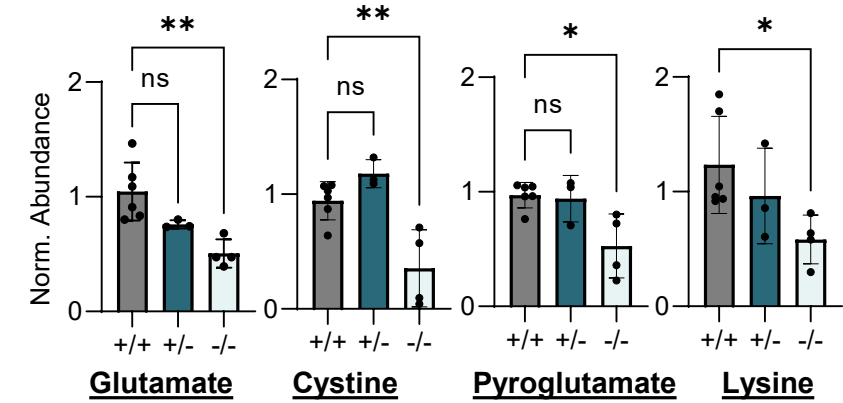 ** ** * *
ns ns ns
2 2 2 2
1 1 1 1
0 0 0 0
Norm. Abundance
+/+ +/- -/- +/+ +/- -/- +/+ +/- -/- +/+ +/- -/-
Glutamate Cystine Pyroglutamate Lysine